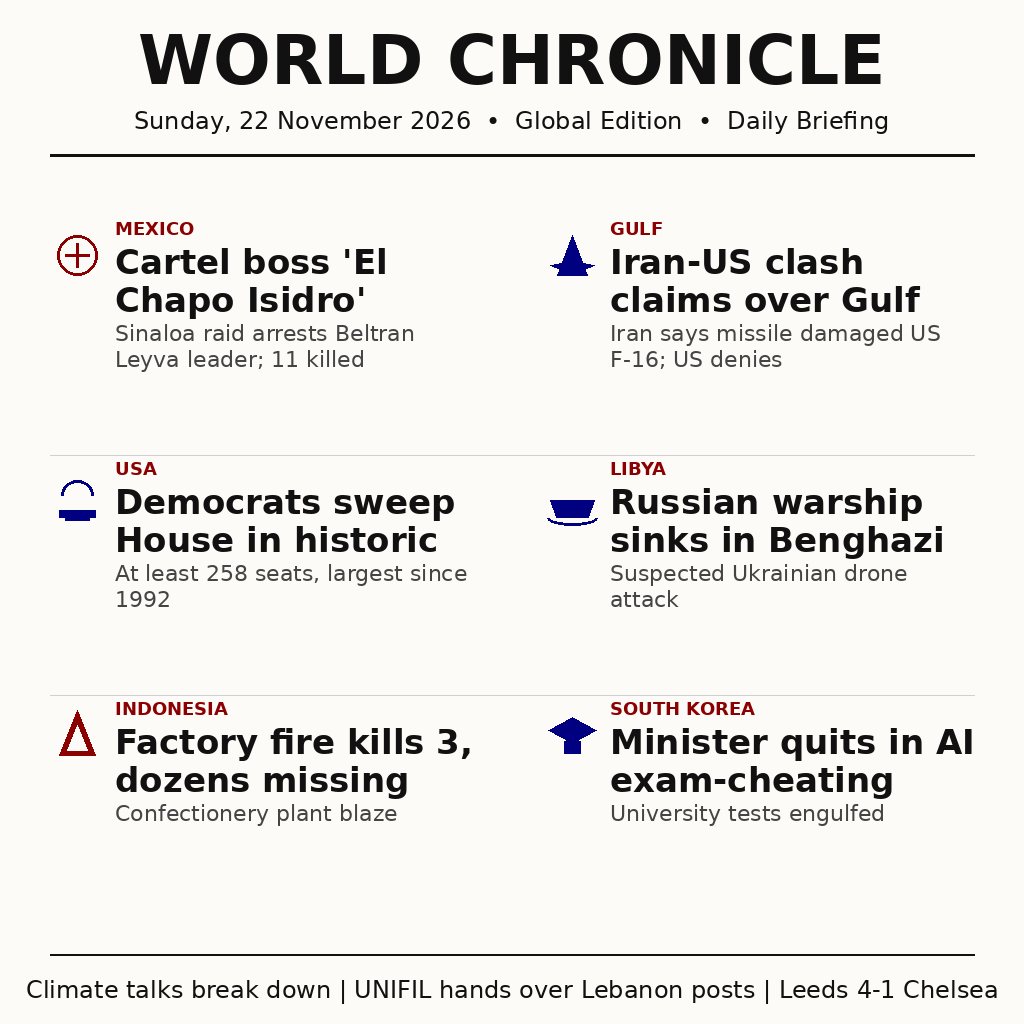 WORLD CHRONICLE
Sunday, 22 November 2026 • Global Edition • Daily Briefing
MEXICO
Cartel boss 'El
Chapo Isidro'
Sinaloa raid arrests Beltran
Leyva leader; 11 killed
GULF
Iran-US clash
claims over Gulf
Iran says missile damaged US
F-16; US denies
USA
Democrats sweep
House in historic
At least 258 seats, largest since
1992
LIBYA
Russian warship
sinks in Benghazi
Suspected Ukrainian drone
attack
INDONESIA
Factory fire kills 3,
dozens missing
Confectionery plant blaze
SOUTH KOREA
Minister quits in AI
exam-cheating
University tests engulfed
Climate talks break down | UNIFIL hands over Lebanon posts | Leeds 4-1 Chelsea